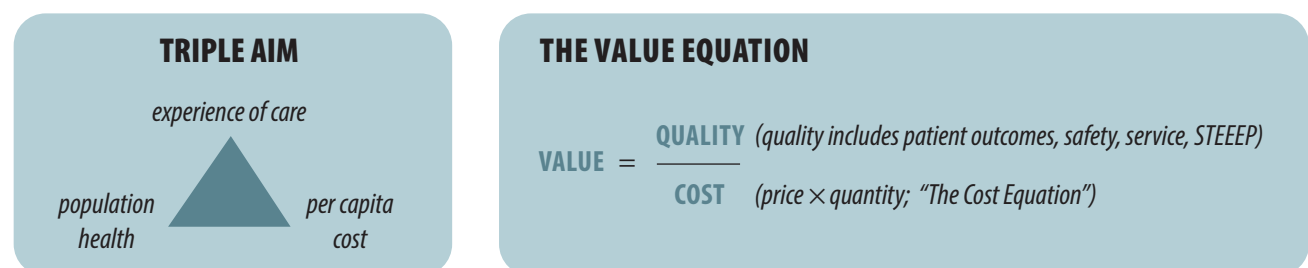 TRIPLE AIM
experience of care
population
health
per capita
cost
THE VALUE EQUATION
VALUE =
QUALITY (quality includes patient outcomes, safety, service, STEEEP)
COST (price × quantity; “The Cost Equation”)